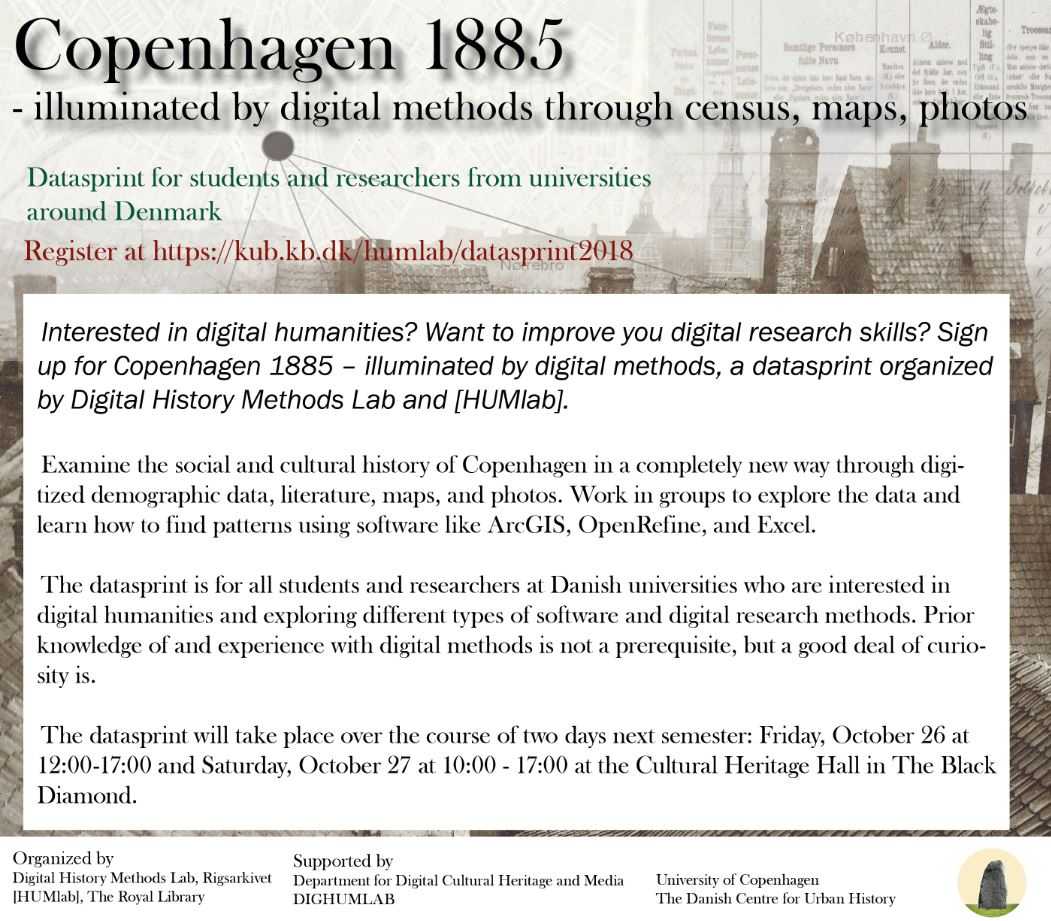 Copenhagen 1885
- illuminated by digital methods through census, maps, photos
København Ø
Datasprint for students and researchers from universities
around Denmark
Register at https://kub.kb.dk/humlab/datasprint2018
Nørrebro
Interested in digital humanities? Want to improve you digital research skills? Sign
up for Copenhagen 1885 – illuminated by digital methods, a datasprint organized
by Digital History Methods Lab and [HUMlab].
Examine the social and cultural history of Copenhagen in a completely new way through digi-
tized demographic data, literature, maps, and photos. Work in groups to explore the data and
learn how to find patterns using software like ArcGIS, OpenRefine, and Excel.
The datasprint is for all students and researchers at Danish universities who are interested in
digital humanities and exploring different types of software and digital research methods. Prior
knowledge of and experience with digital methods is not a prerequisite, but a good deal of curio-
sity is.
The datasprint will take place over the course of two days next semester: Friday, October 26 at
12:00-17:00 and Saturday, October 27 at 10:00 - 17:00 at the Cultural Heritage Hall in The Black
Diamond.
Organized by
Digital History Methods Lab, Rigsarkivet
[HUMlab], The Royal Library
Supported by
Department for Digital Cultural Heritage and Media
DIGHUMLAB
University of Copenhagen
The Danish Centre for Urban History